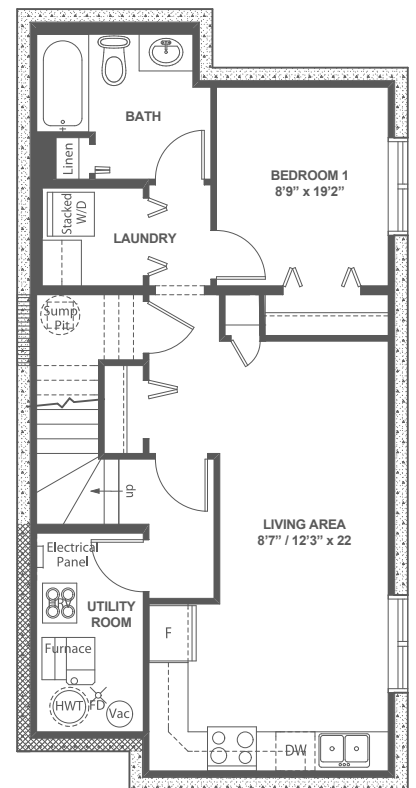 BATH
Linen
BEDROOM 1
8'9" x 19'2"
Stacked
W/D
LAUNDRY
Sump
Pit
up
LIVING AREA
8'7" / 12'3" x 22
Electrical
Panel
HRV
UTILITY
ROOM
F
Furnace
HWT
FD
Vac
DW